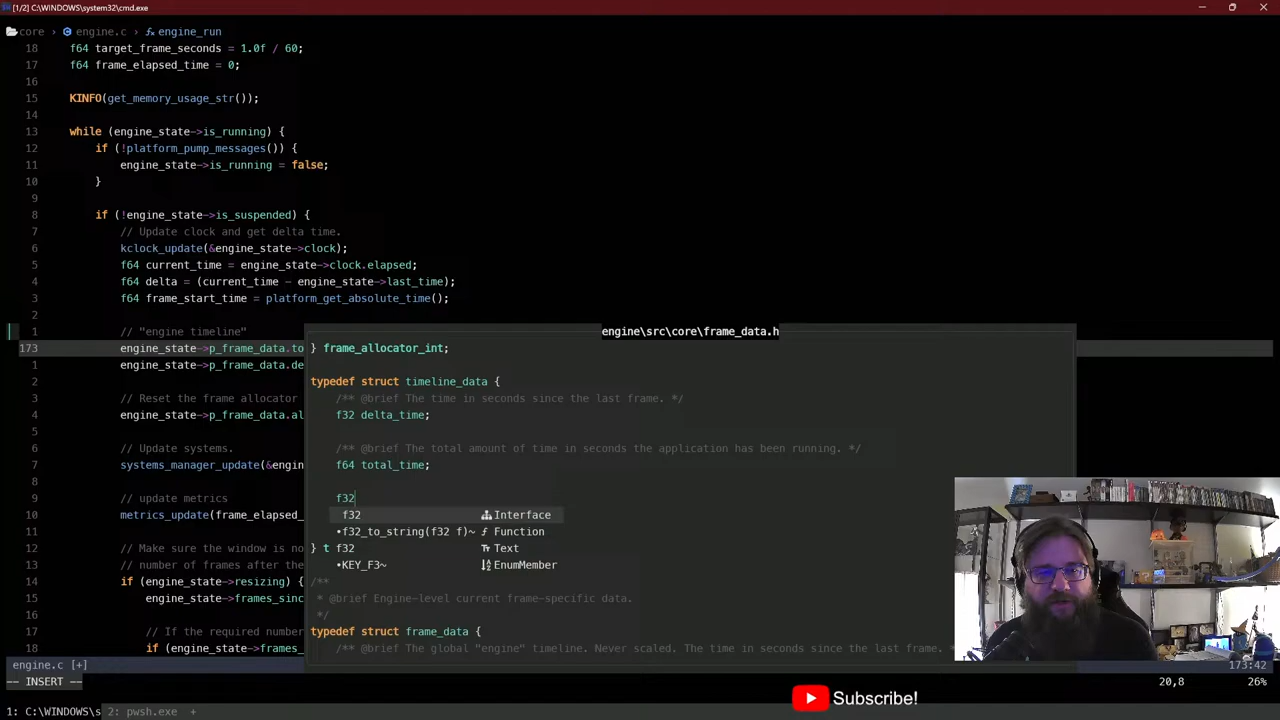 [1/2] C:\WINDOWS\system32\cmd.exe
core > engine.c > engine_run
18 f64 target_frame_seconds = 1.0f / 60;
17 f64 frame_elapsed_time = 0;
16
15 KINFO(get_memory_usage_str());
14
13 while (engine_state->is_running) {
12 if (!platform_pump_messages()) {
11 engine_state->is_running = false;
10 }
9
8 if (!engine_state->is_suspended) {
7 // Update clock and get delta time.
6 kclock_update(&engine_state->clock);
5 f64 current_time = engine_state->clock.elapsed;
4 f64 delta = (current_time - engine_state->last_time);
3 f64 frame_start_time = platform_get_absolute_time();
2
1 // "engine timeline"
173 engine_state->p_frame_data.to
1 engine_state->p_frame_data.de
2
3 // Reset the frame allocator
4 engine_state->p_frame_data.al
5
6 // Update systems.
7 systems_manager_update(&engin
8
9 // update metrics
10 metrics_update(frame_elapsed_
11
12 // Make sure the window is no
13 // number of frames after the
14 if (engine_state->resizing) {
15 engine_state->frames_sinc
16
17 // If the required number
18 if (engine_state->frames_
engine\src\core\frame_data.h
} frame_allocator_int;
typedef struct timeline_data {
/** @brief The time in seconds since the last frame. */
f32 delta_time;
/** @brief The total amount of time in seconds the application has been running. */
f64 total_time;
f32
f32 Interface
•f32_to_string(f32 f)~ ƒ Function
} t f32 Text
•KEY_F3~ EnumMember
/**
* @brief Engine-level current frame-specific data.
*/
typedef struct frame_data {
/** @brief The global "engine" timeline. Never scaled. The time in seconds since the last frame. *
engine.c [+] 173:42
-- INSERT -- 20,8 26%
Subscribe!
1: C:\WINDOWS\s 2: pwsh.exe +